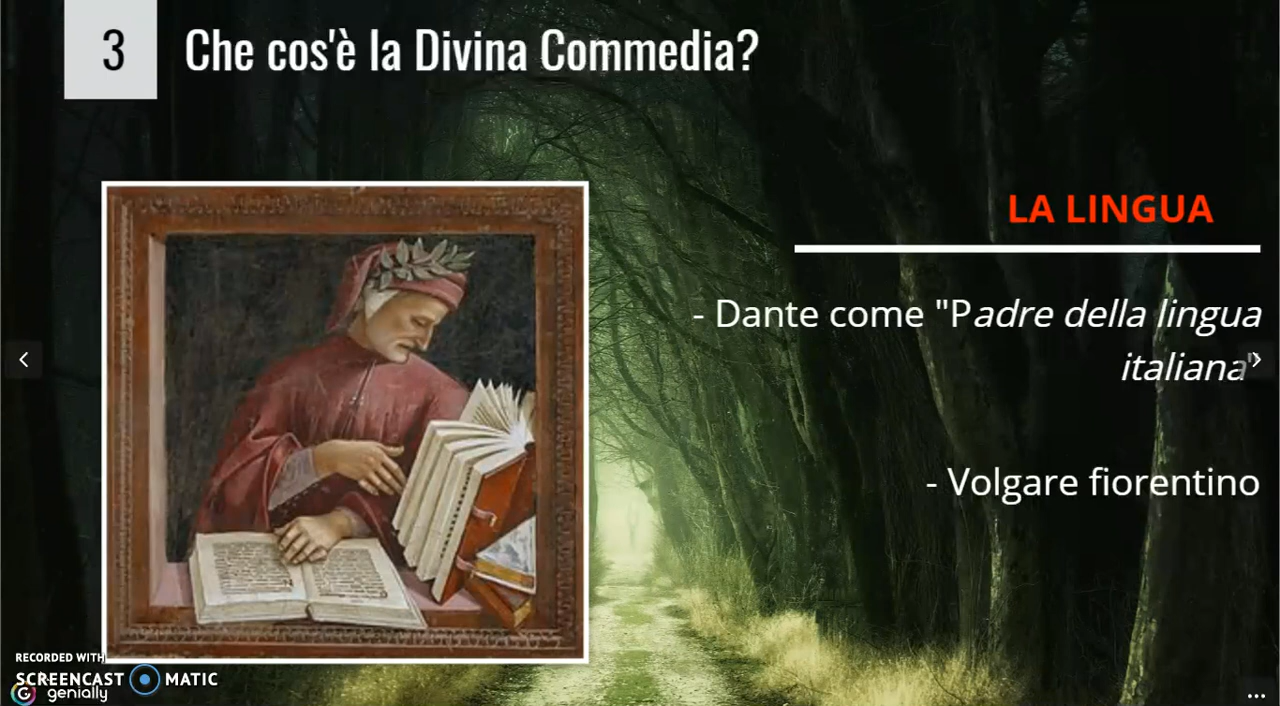 3
Che cos'è la Divina Commedia?
LA LINGUA
- Dante come "Padre della lingua
italiana"
- Volgare fiorentino
RECORDED WITH
SCREENCAST MATIC
genially